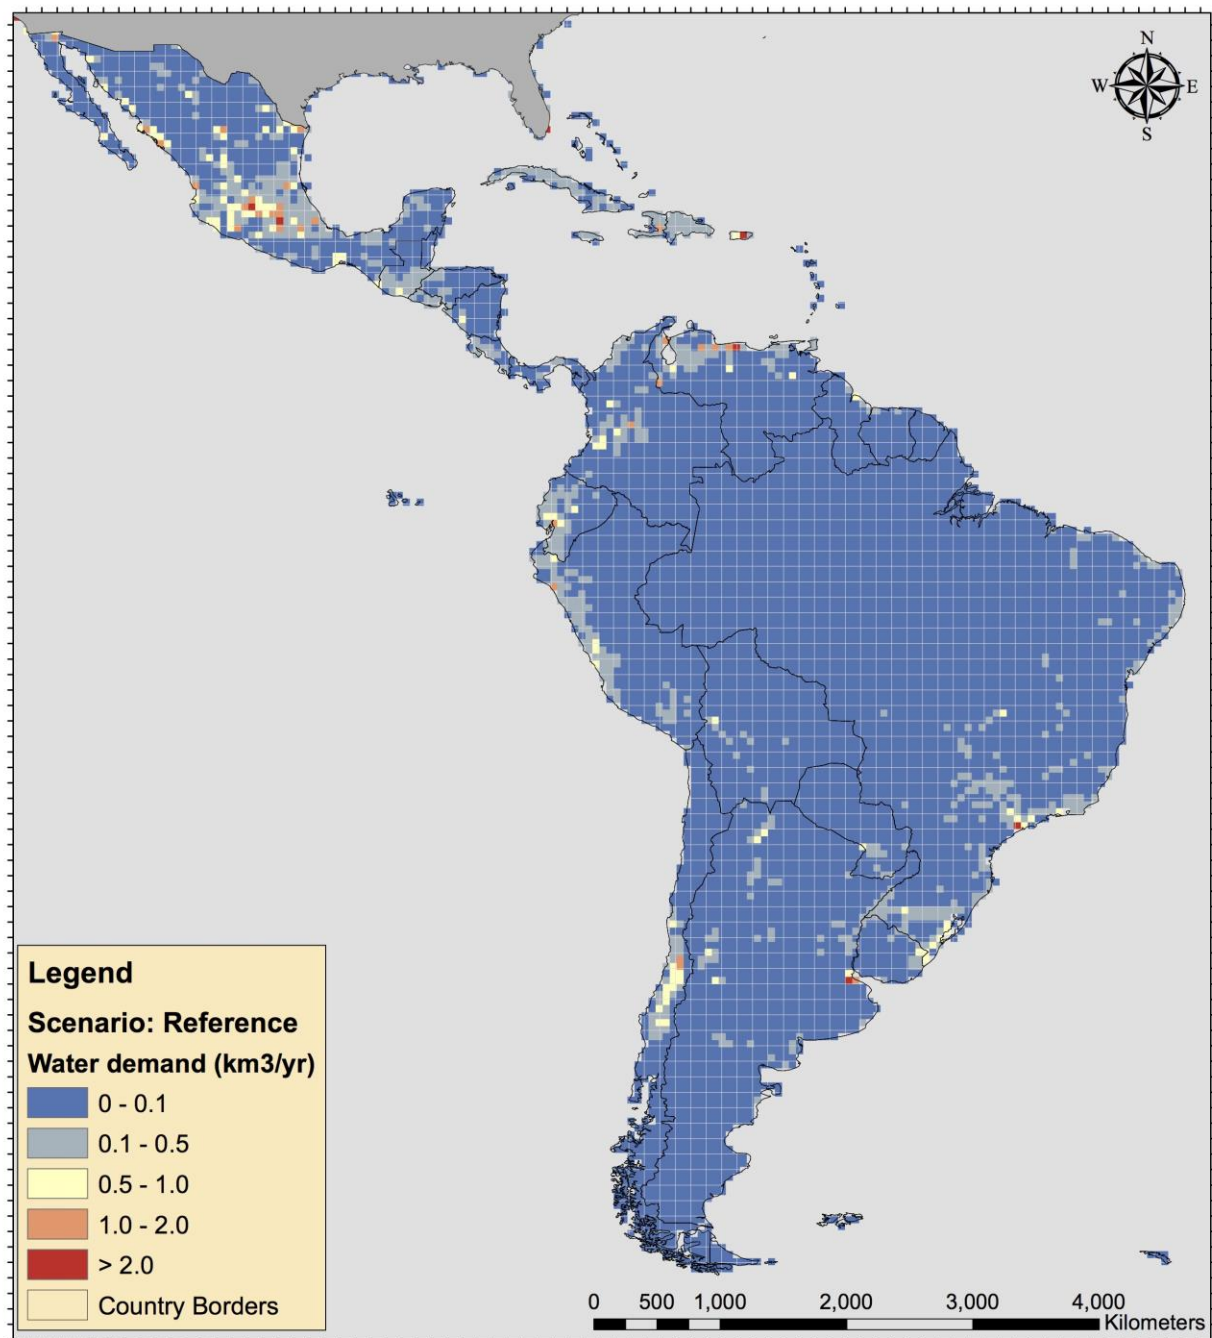 N
W E
S
Legend
Scenario: Reference
Water demand (km3/yr)
0 - 0.1
0.1 - 0.5
0.5 - 1.0
1.0 - 2.0
> 2.0
Country Borders
0 500 1,000 2,000 3,000 4,000
Kilometers